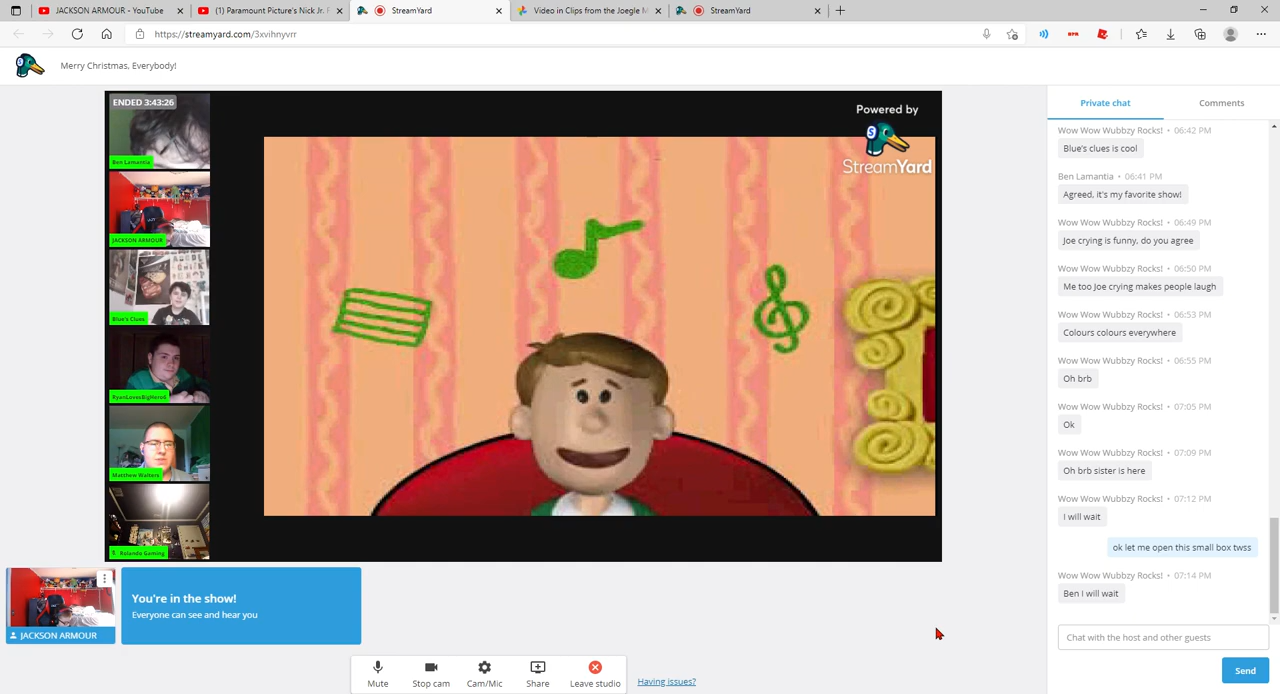 JACKSON ARMOUR - YouTube
(1) Paramount Picture's Nick Jr. F
StreamYard
Video in Clips from the Joegle M
StreamYard
https://streamyard.com/3xvihnyvrr
Merry Christmas, Everybody!
ENDED 3:43:26
Ben Lamantia
JACKSON ARMOUR
Blue's Clues
RyanLovesBigHero6
Matthew Walters
Rolando Gaming
Powered by
StreamYard
JACKSON ARMOUR
You're in the show!
Everyone can see and hear you
Mute
Stop cam
Cam/Mic
Share
Leave studio
Having issues?
Private chat
Comments
Wow Wow Wubbzy Rocks! • 06:42 PM
Blue's clues is cool
Ben Lamantia • 06:41 PM
Agreed, it's my favorite show!
Wow Wow Wubbzy Rocks! • 06:49 PM
Joe crying is funny, do you agree
Wow Wow Wubbzy Rocks! • 06:50 PM
Me too Joe crying makes people laugh
Wow Wow Wubbzy Rocks! • 06:53 PM
Colours colours everywhere
Wow Wow Wubbzy Rocks! • 06:55 PM
Oh brb
Wow Wow Wubbzy Rocks! • 07:05 PM
Ok
Wow Wow Wubbzy Rocks! • 07:09 PM
Oh brb sister is here
Wow Wow Wubbzy Rocks! • 07:12 PM
I will wait
ok let me open this small box twss
Wow Wow Wubbzy Rocks! • 07:14 PM
Ben I will wait
Chat with the host and other guests
Send